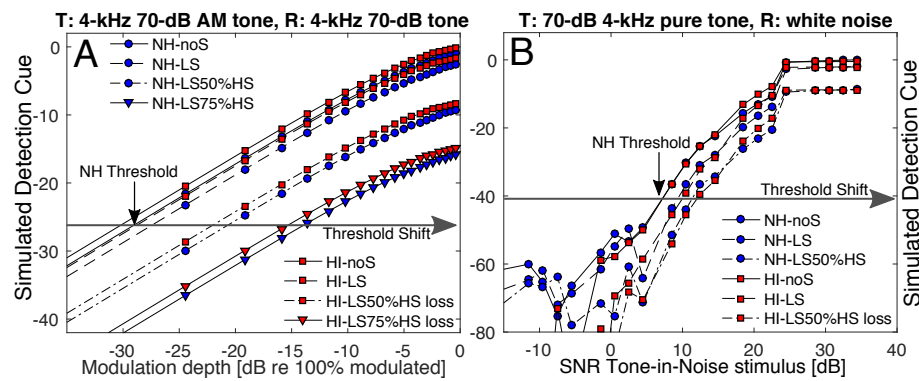 T: 4-kHz 70-dB AM tone, R: 4-kHz 70-dB tone
A
Simulated Detection Cue
0
-10
-20
-30
-40
NH-noS
NH-LS
NH-LS50%HS
NH-LS75%HS
NH Threshold
Threshold Shift
HI-noS
HI-LS
HI-LS50%HS loss
HI-LS75%HS loss
-35 -30 -25 -20 -15 -10 -5 0
Modulation depth [dB re 100% modulated]
T: 70-dB 4-kHz pure tone, R: white noise
B
0
-20
-40
-60
-80
NH Threshold
Threshold Shift
NH-noS
NH-LS
NH-LS50%HS
HI-noS
HI-LS
HI-LS50%HS loss
-10 0 10 20 30 40
SNR Tone-in-Noise stimulus [dB]
Simulated Detection Cue